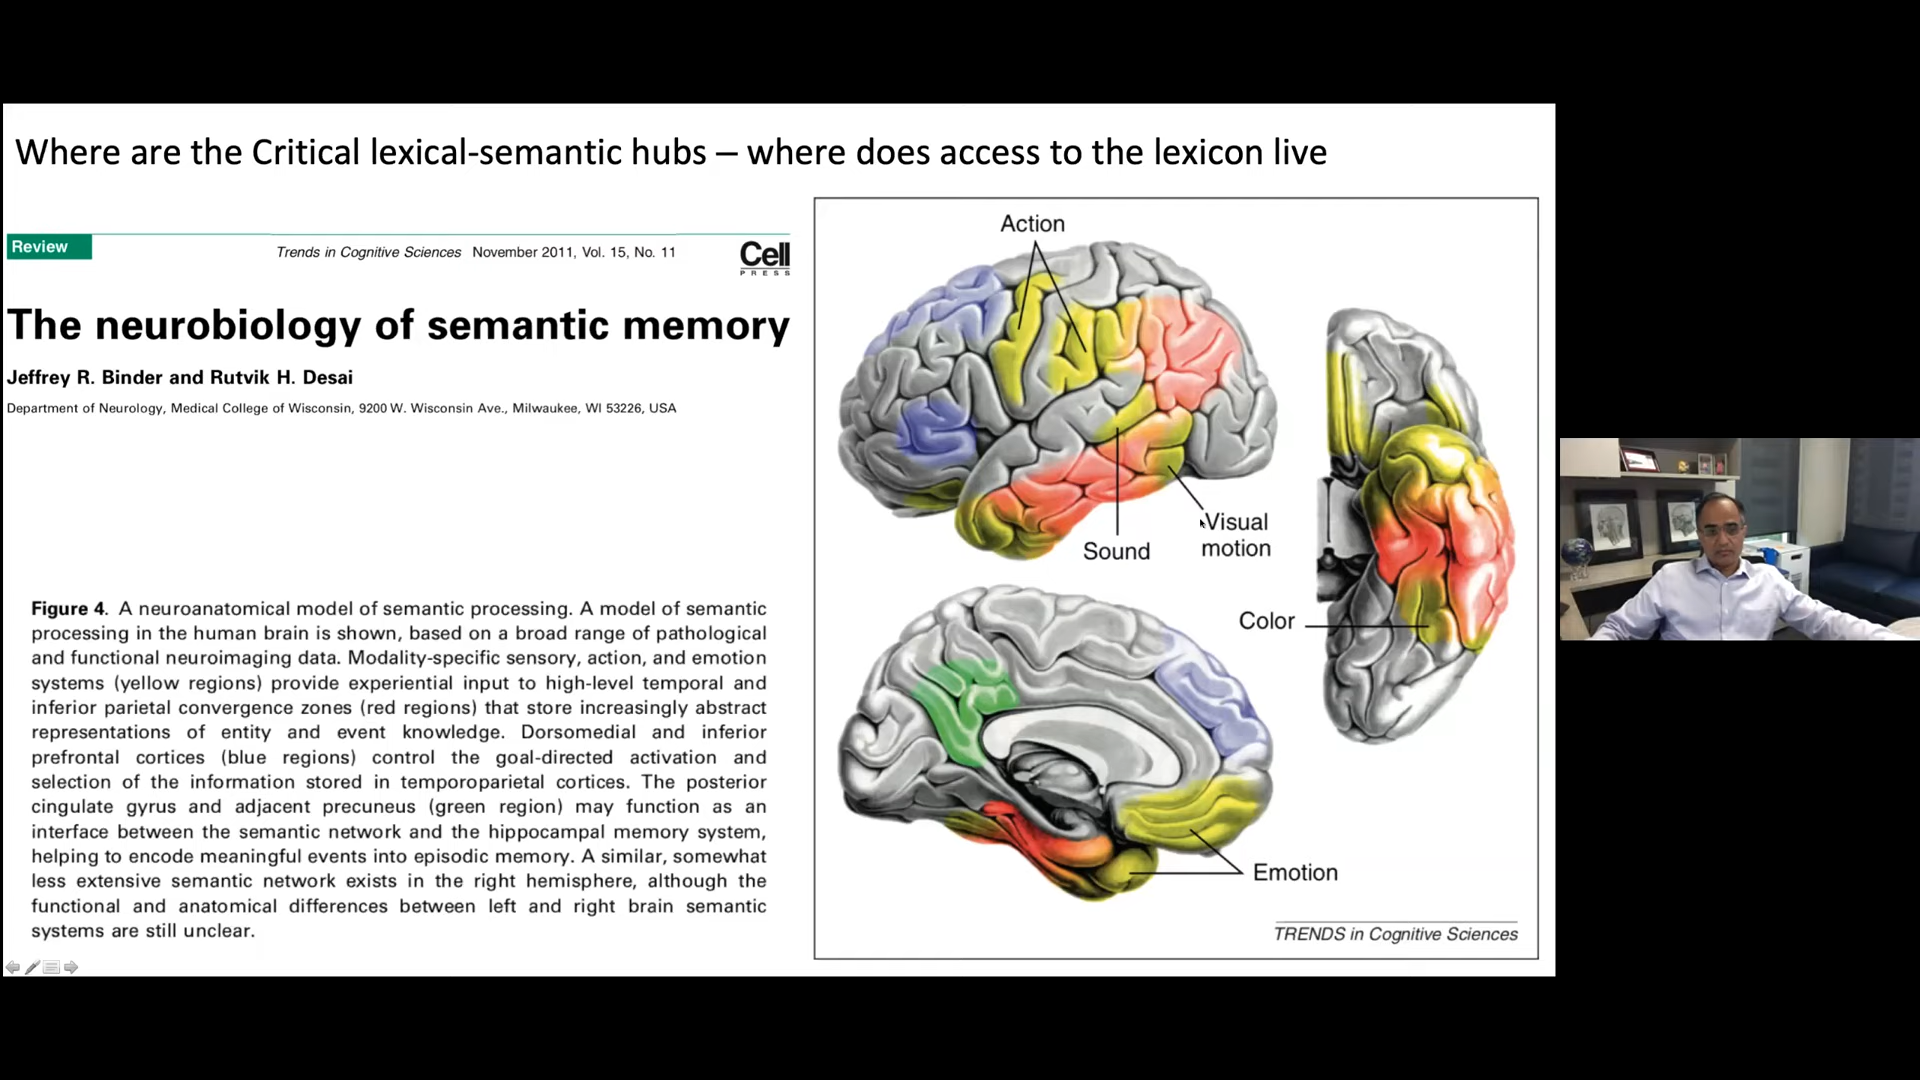 Where are the Critical lexical-semantic hubs – where does access to the lexicon live
Review
Trends in Cognitive Sciences November 2011, Vol. 15, No. 11
Cell
PRESS
The neurobiology of semantic memory
Jeffrey R. Binder and Rutvik H. Desai
Department of Neurology, Medical College of Wisconsin, 9200 W. Wisconsin Ave., Milwaukee, WI 53226, USA
Figure 4. A neuroanatomical model of semantic processing. A model of semantic
processing in the human brain is shown, based on a broad range of pathological
and functional neuroimaging data. Modality-specific sensory, action, and emotion
systems (yellow regions) provide experiential input to high-level temporal and
inferior parietal convergence zones (red regions) that store increasingly abstract
representations of entity and event knowledge. Dorsomedial and inferior
prefrontal cortices (blue regions) control the goal-directed activation and
selection of the information stored in temporoparietal cortices. The posterior
cingulate gyrus and adjacent precuneus (green region) may function as an
interface between the semantic network and the hippocampal memory system,
helping to encode meaningful events into episodic memory. A similar, somewhat
less extensive semantic network exists in the right hemisphere, although the
functional and anatomical differences between left and right brain semantic
systems are still unclear.
Action
Visual
motion
Sound
Color
Emotion
TRENDS in Cognitive Sciences